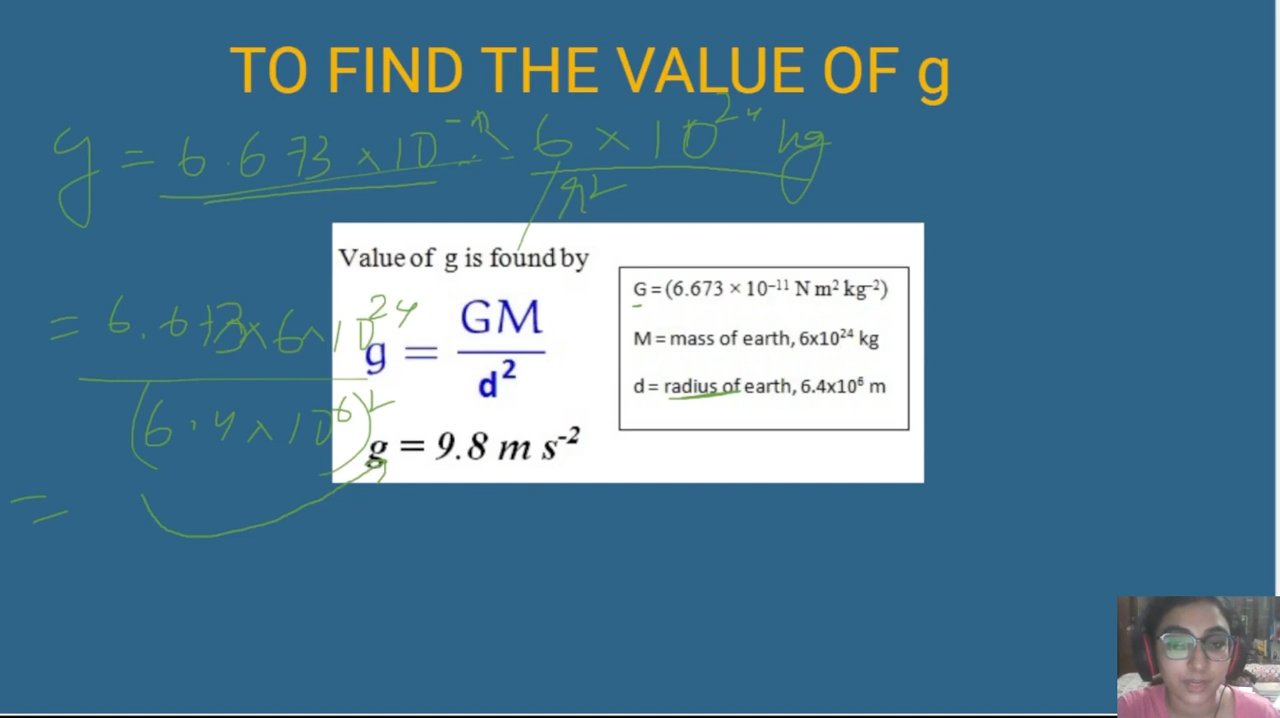 TO FIND THE VALUE OF g
g = 6.673 × 10⁻¹¹ 6 × 10²⁴ kg
/r²
Value of g is found by
g = GM
d²
g = 9.8 m s⁻²
G = (6.673 × 10⁻¹¹ N m² kg⁻²)
M = mass of earth, 6x10²⁴ kg
d = radius of earth, 6.4x10⁶ m
= 6.673×6×10²⁴
(6.4×10⁶)²
=